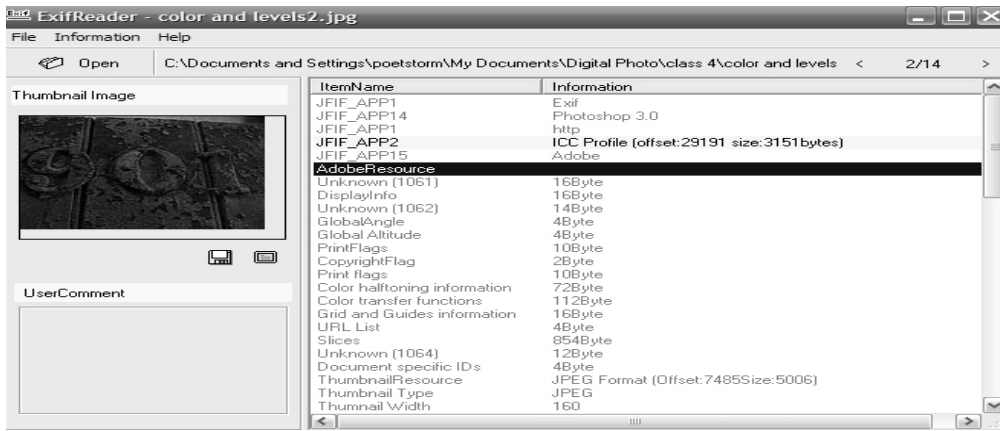 ExifReader - color and levels2.jpg
File Information Help
Open C:\Documents and Settings\poetstorm\My Documents\Digital Photo\class 4\color and levels < 2/14 >
Thumbnail Image
901
UserComment
ItemName Information
JFIF_APP1 Exif
JFIF_APP14 Photoshop 3.0
JFIF_APP1 http
JFIF_APP2 ICC Profile (offset:29191 size:3151bytes)
JFIF_APP15 Adobe
AdobeResource
Unknown (1061) 16Byte
DisplayInfo 16Byte
Unknown (1062) 14Byte
GlobalAngle 4Byte
Global Altitude 4Byte
PrintFlags 10Byte
CopyrightFlag 2Byte
Print flags 10Byte
Color halftoning information 72Byte
Color transfer functions 112Byte
Grid and Guides information 16Byte
URL List 4Byte
Slices 854Byte
Unknown (1064) 12Byte
Document specific IDs 4Byte
ThumbnailResource JPEG Format (Offset:7485Size:5006)
Thumbnail Type JPEG
Thumnail Width 160